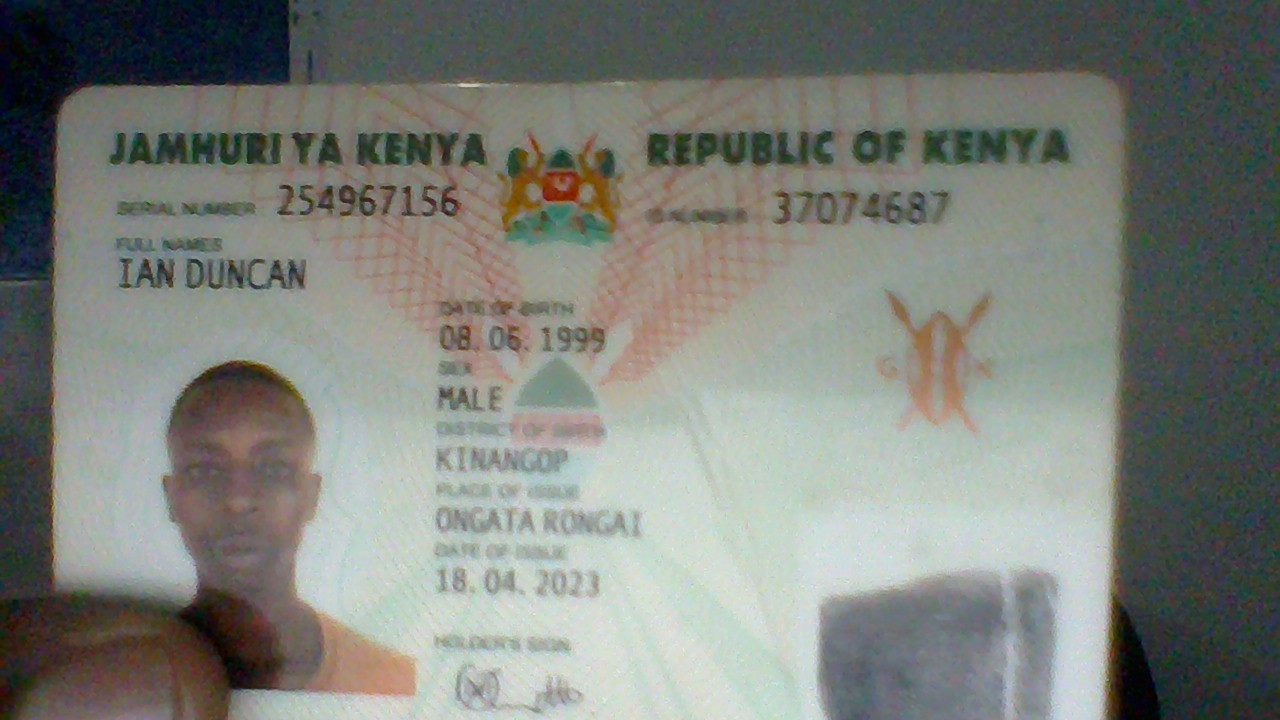 JAMHURI YA KENYA REPUBLIC OF KENYA
SERIAL NUMBER 254967156 ID NUMBER 37074687
FULL NAMES
IAN DUNCAN
DATE OF BIRTH
08. 06. 1999
SEX
MALE
DISTRICT OF BIRTH
KINANGOP
PLACE OF ISSUE
ONGATA RONGAI
DATE OF ISSUE
18. 04. 2023
HOLDER'S SIGN